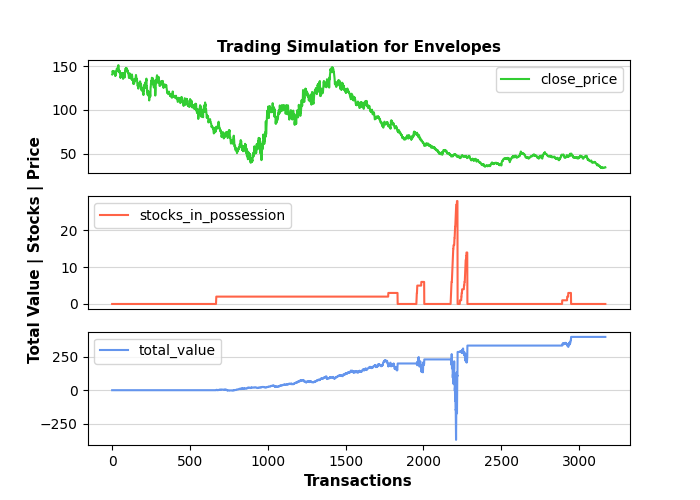 Trading Simulation for Envelopes
150
100
50
close_price
20
10
0
stocks_in_possession
250
0
−250
total_value
0 500 1000 1500 2000 2500 3000
Transactions
Total Value | Stocks | Price